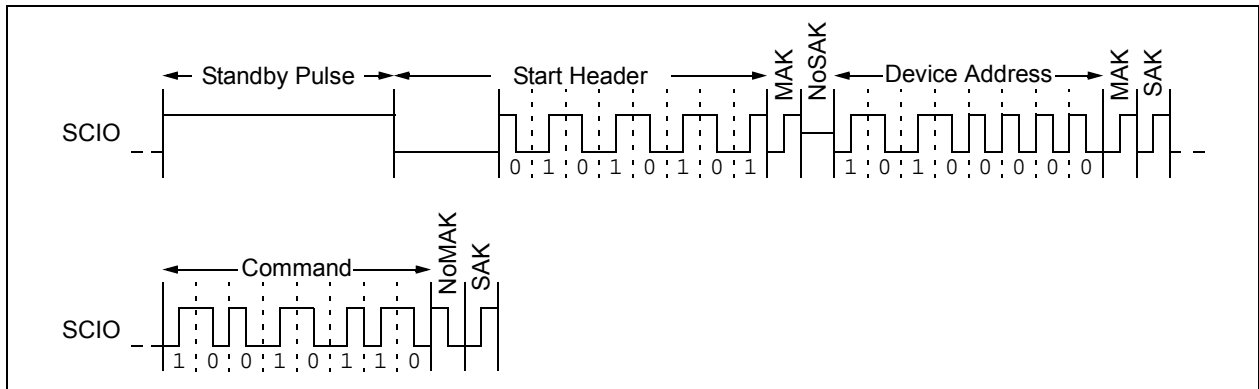 Standby Pulse Start Header MAK NoSAK Device Address MAK SAK
SCIO
0 1 0 1 0 1 0 1 1 0 1 0 0 0 0 0
Command NoMAK SAK
SCIO
1 0 0 1 0 1 1 0